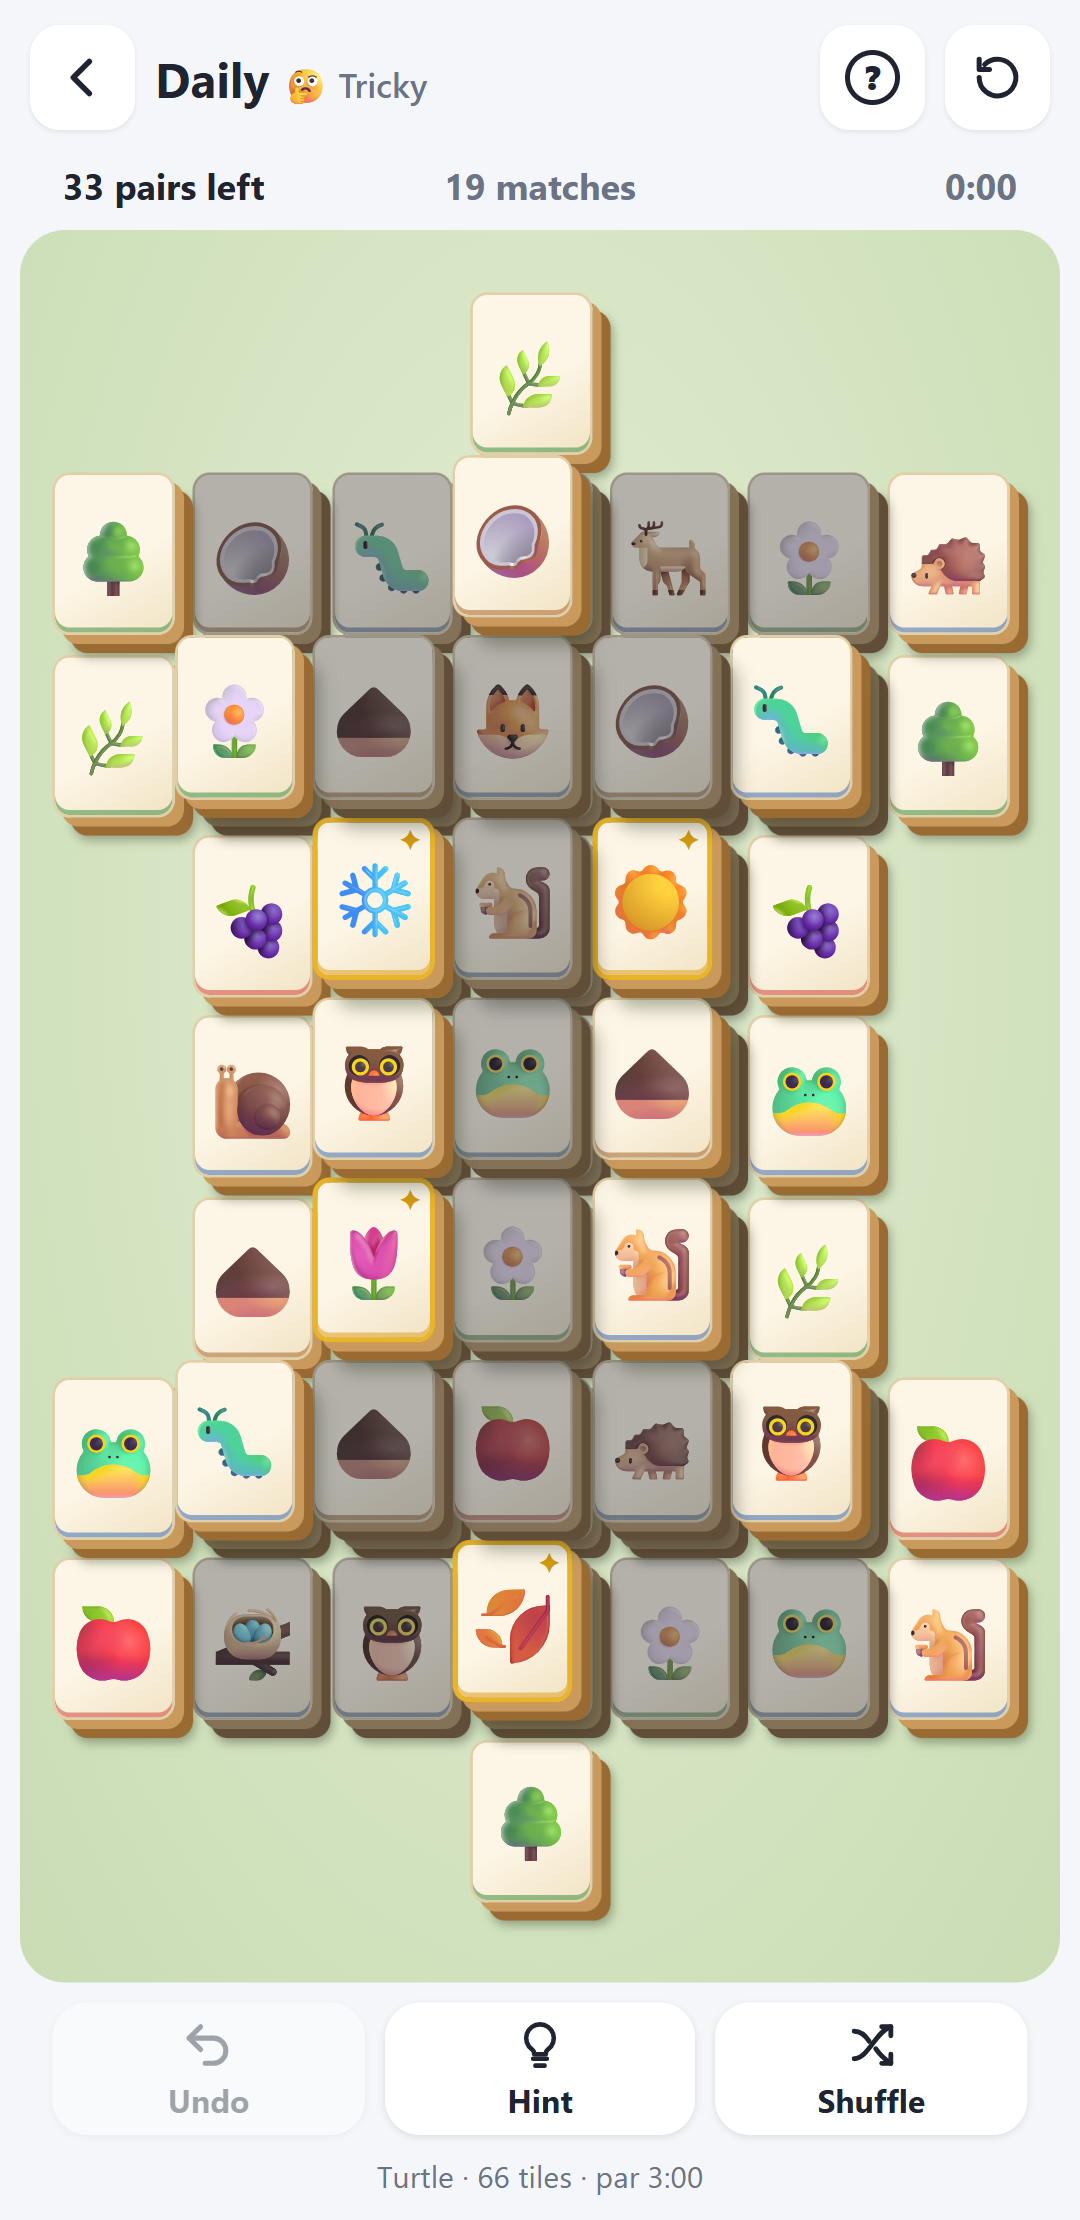 Daily 🤔 Tricky
33 pairs left 19 matches 0:00
Undo Hint Shuffle
Turtle · 66 tiles · par 3:00